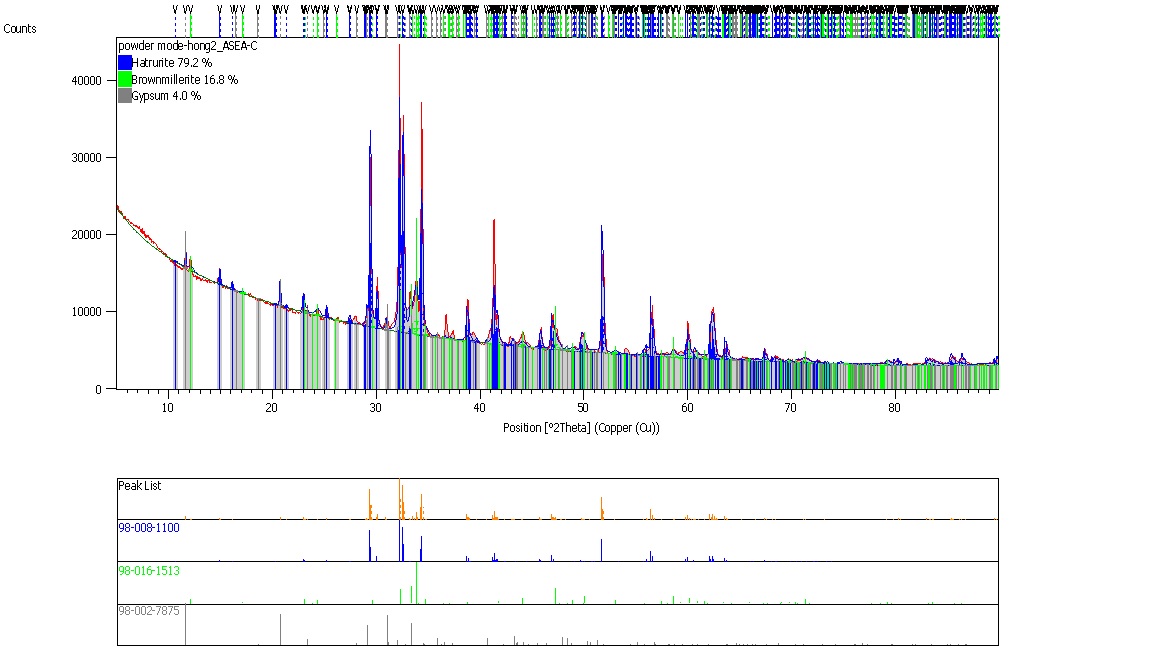 Counts
powder mode-hong2_ASEA-C
Hatrurite 79.2 %
Brownmillerite 16.8 %
Gypsum 4.0 %
40000
30000
20000
10000
0
10 20 30 40 50 60 70 80
Position [°2Theta] (Copper (Cu))
Peak List
98-008-1100
98-016-1513
98-002-7875